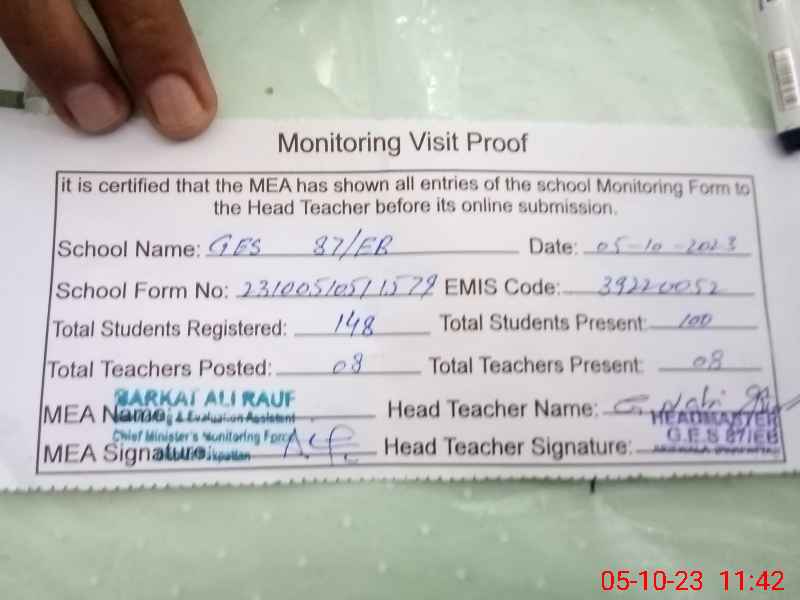 Monitoring Visit Proof
it is certified that the MEA has shown all entries of the school Monitoring Form to
the Head Teacher before its online submission.
School Name: GES 87/EB Date: 05-10-2023
School Form No: 23100510511579 EMIS Code: 39220052
Total Students Registered: 148 Total Students Present: 100
Total Teachers Posted: 08 Total Teachers Present: 08
BARKAT ALI RAUF
MEA Name: & Evaluation Assistent Head Teacher Name: G. Nabi
HEADMASTER
Chief Minister's Monitoring Force
G.E.S 87/EB
MEA Signature: Head Teacher Signature:
05-10-23 11:42